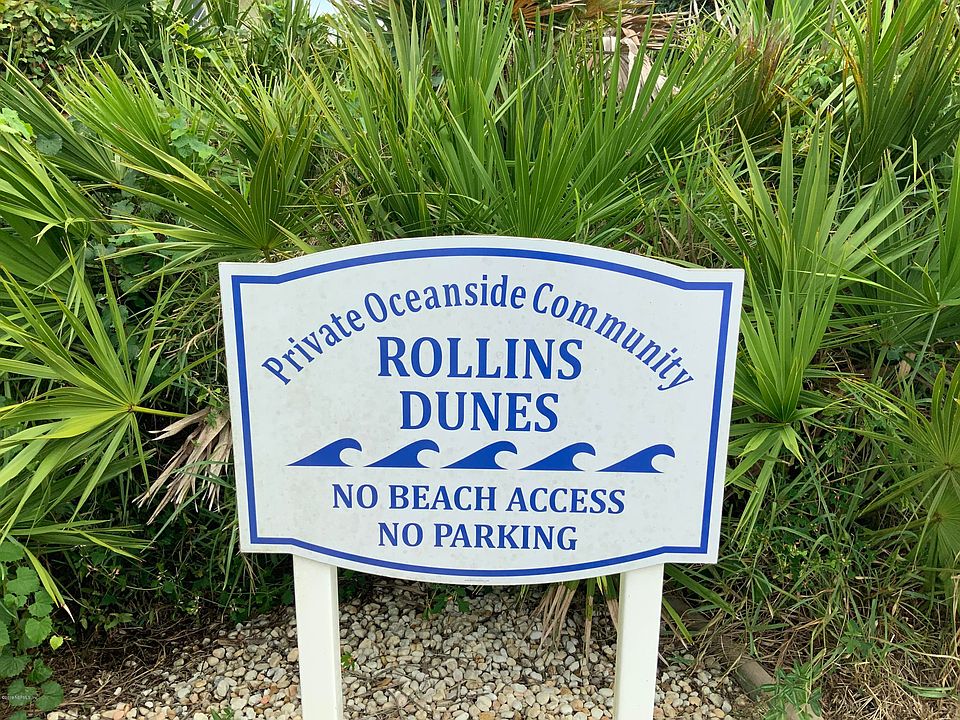 Private Oceanside Community
ROLLINS
DUNES
NO BEACH ACCESS
NO PARKING